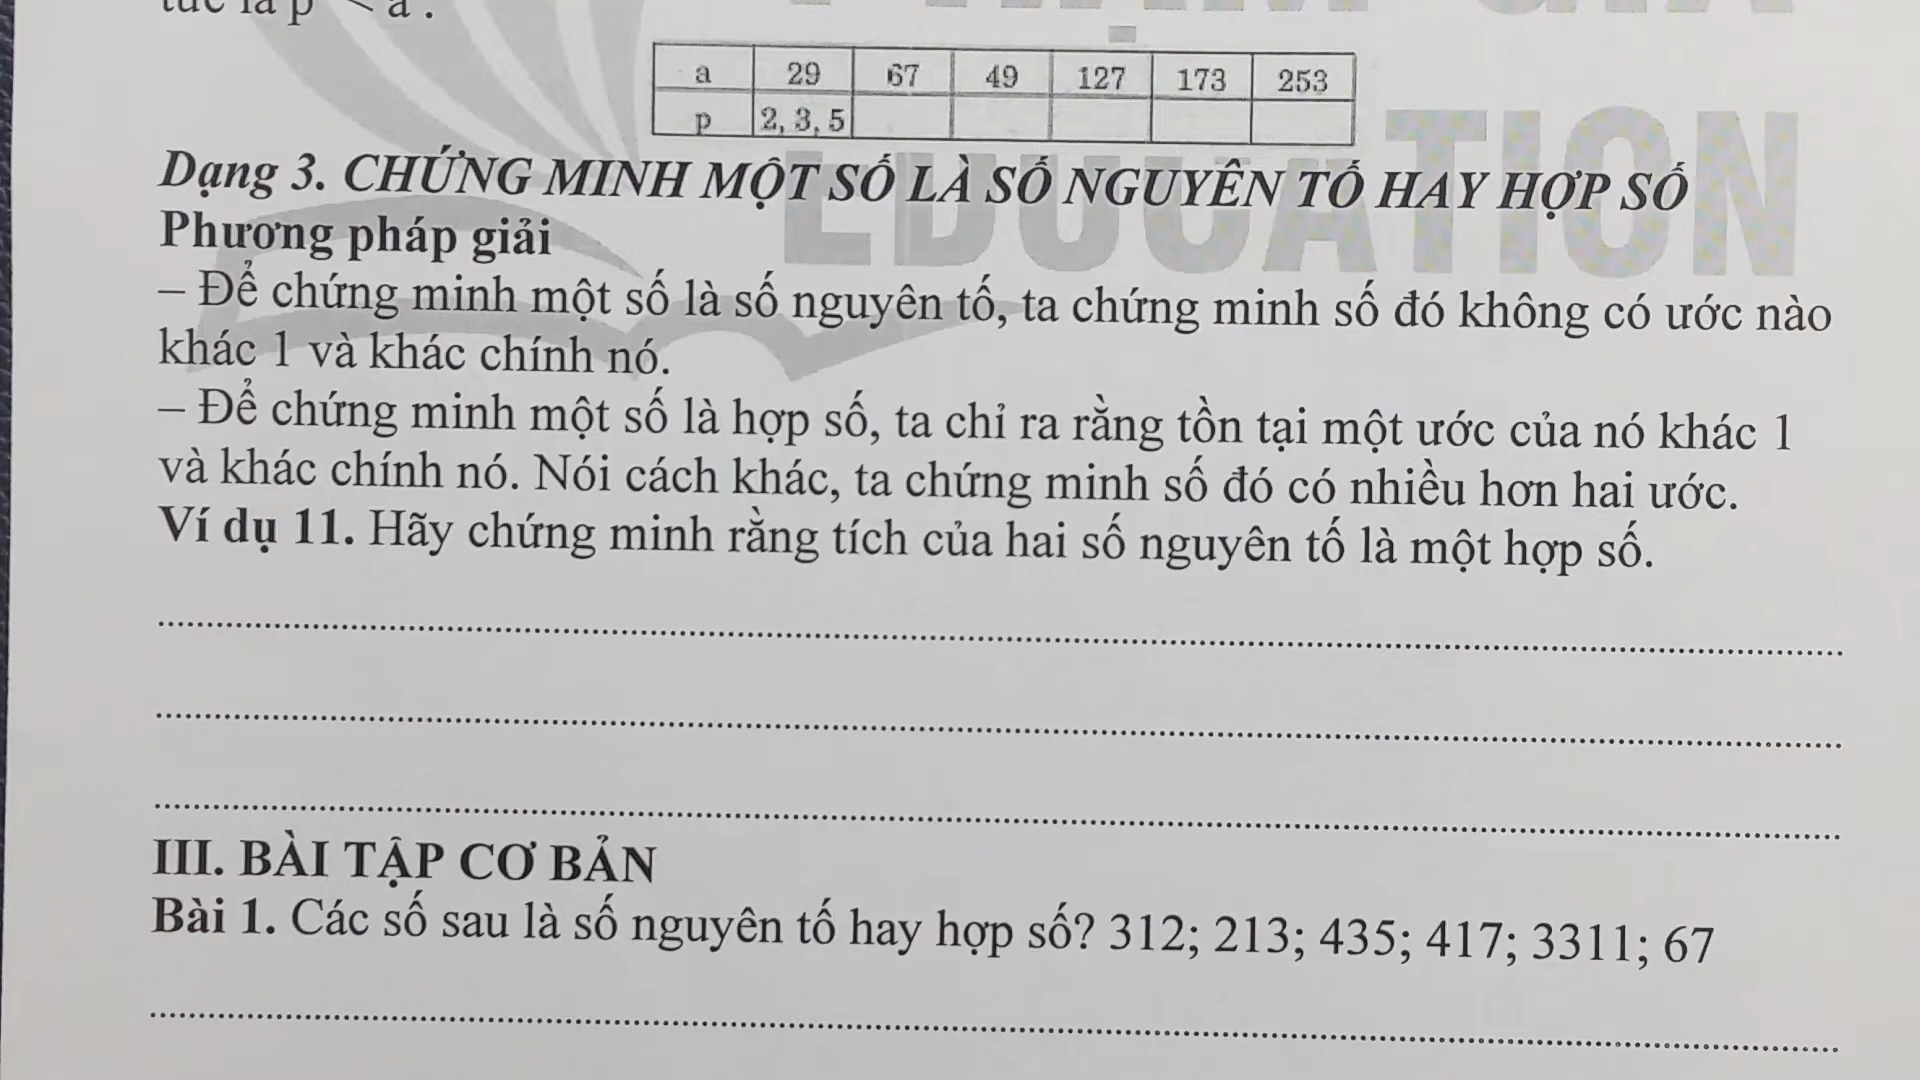 tức là p < a .
PHẠM GIA
EDUCATION
a 29 67 49 127 173 253
p 2, 3, 5
Dạng 3. CHỨNG MINH MỘT SỐ LÀ SỐ NGUYÊN TỐ HAY HỢP SỐ
Phương pháp giải
– Để chứng minh một số là số nguyên tố, ta chứng minh số đó không có ước nào
khác 1 và khác chính nó.
– Để chứng minh một số là hợp số, ta chỉ ra rằng tồn tại một ước của nó khác 1
và khác chính nó. Nói cách khác, ta chứng minh số đó có nhiều hơn hai ước.
Ví dụ 11. Hãy chứng minh rằng tích của hai số nguyên tố là một hợp số.
III. BÀI TẬP CƠ BẢN
Bài 1. Các số sau là số nguyên tố hay hợp số? 312; 213; 435; 417; 3311; 67